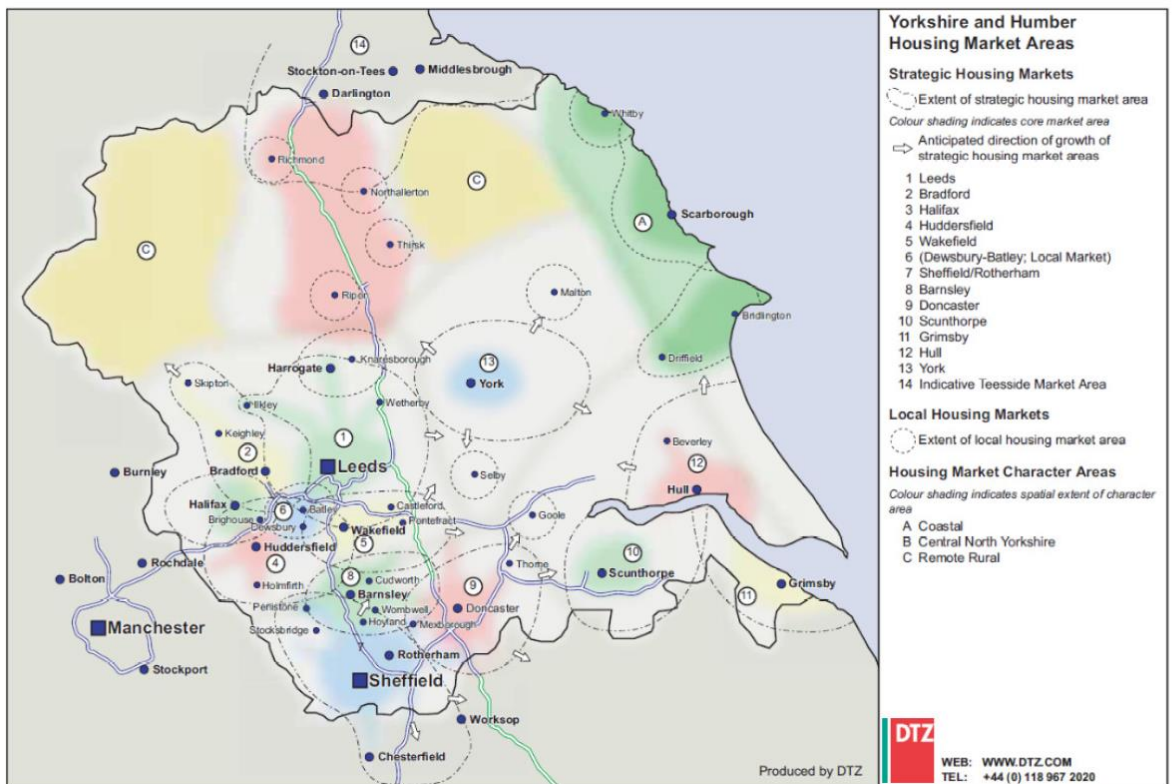 14
Stockton-on-Tees
Middlesbrough
Darlington
Whitby
Richmond
C
Northallerton
A
Scarborough
Thirsk
C
Ripon
Malton
Bridlington
Knaresborough
13
Driffield
Harrogate
York
Skipton
Wetherby
Ilkley
Keighley
1
Beverley
2
Bradford
Leeds
12
Burnley
Selby
Hull
Halifax
6
Batley
Castleford
Goole
Brighouse
Dewsbury
Wakefield
Pontefract
Huddersfield
5
10
Rochdale
4
Thorne
Bolton
8
Cudworth
9
Scunthorpe
Grimsby
Holmfirth
Barnsley
11
Penistone
Wombwell
Doncaster
Manchester
Stocksbridge
Hoyland
Mexborough
7
Rotherham
Stockport
Sheffield
Worksop
Chesterfield
Produced by DTZ
Yorkshire and Humber
Housing Market Areas
Strategic Housing Markets
Extent of strategic housing market area
Colour shading indicates core market area
Anticipated direction of growth of
strategic housing market areas
1 Leeds
2 Bradford
3 Halifax
4 Huddersfield
5 Wakefield
6 (Dewsbury-Batley; Local Market)
7 Sheffield/Rotherham
8 Barnsley
9 Doncaster
10 Scunthorpe
11 Grimsby
12 Hull
13 York
14 Indicative Teesside Market Area
Local Housing Markets
Extent of local housing market area
Housing Market Character Areas
Colour shading indicates spatial extent of character
area
A Coastal
B Central North Yorkshire
C Remote Rural
DTZ
WEB: WWW.DTZ.COM
TEL: +44 (0) 118 967 2020